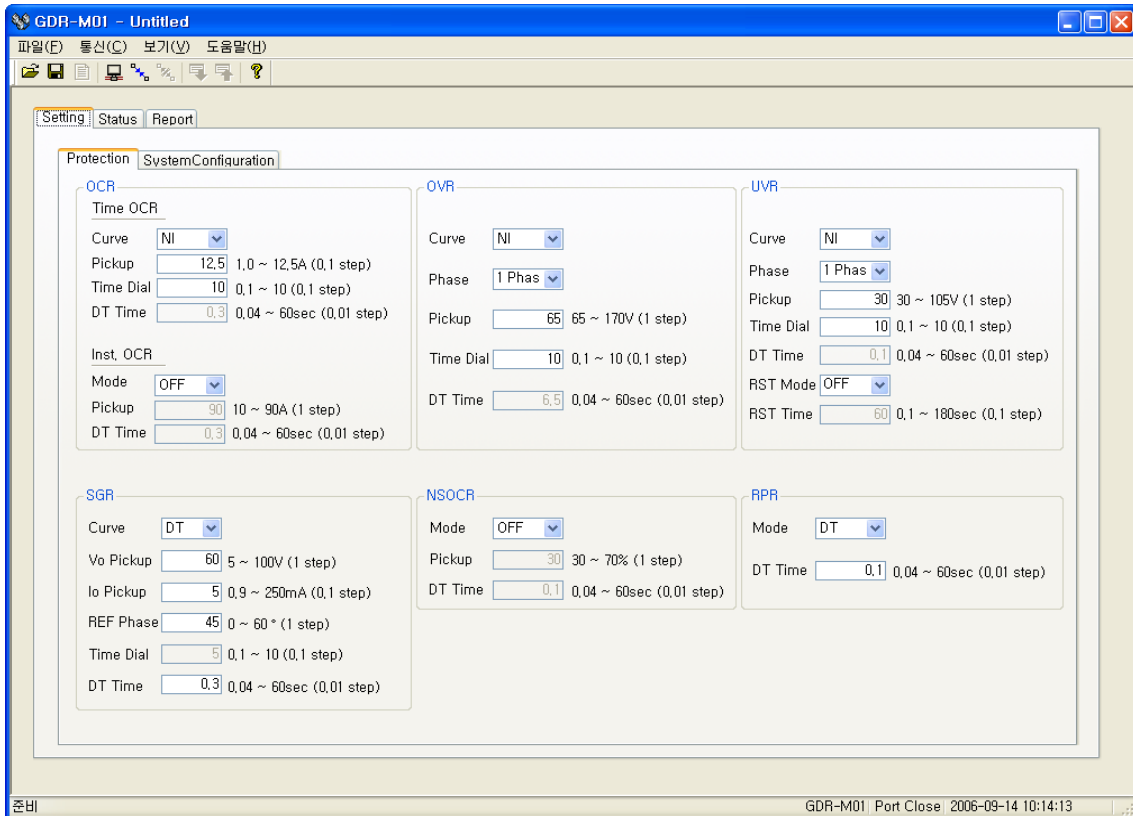 GDR-M01 - Untitled
파일(F) 통신(C) 보기(V) 도움말(H)
Setting Status Report
Protection SystemConfiguration
OCR
Time OCR
Curve NI
Pickup 12,5 1,0 ~ 12,5A (0,1 step)
Time Dial 10 0,1 ~ 10 (0,1 step)
DT Time 0,3 0,04 ~ 60sec (0,01 step)
Inst, OCR
Mode OFF
Pickup 90 10 ~ 90A (1 step)
DT Time 0,3 0,04 ~ 60sec (0,01 step)
OVR
Curve NI
Phase 1 Phas
Pickup 65 65 ~ 170V (1 step)
Time Dial 10 0,1 ~ 10 (0,1 step)
DT Time 6,5 0,04 ~ 60sec (0,01 step)
UVR
Curve NI
Phase 1 Phas
Pickup 30 30 ~ 105V (1 step)
Time Dial 10 0,1 ~ 10 (0,1 step)
DT Time 0,1 0,04 ~ 60sec (0,01 step)
RST Mode OFF
RST Time 60 0,1 ~ 180sec (0,1 step)
SGR
Curve DT
Vo Pickup 60 5 ~ 100V (1 step)
Io Pickup 5 0,9 ~ 250mA (0,1 step)
REF Phase 45 0 ~ 60 ° (1 step)
Time Dial 5 0,1 ~ 10 (0,1 step)
DT Time 0,3 0,04 ~ 60sec (0,01 step)
NSOCR
Mode OFF
Pickup 30 30 ~ 70% (1 step)
DT Time 0,1 0,04 ~ 60sec (0,01 step)
RPR
Mode DT
DT Time 0,1 0,04 ~ 60sec (0,01 step)
준비 GDR-M01 Port Close 2006-09-14 10:14:13